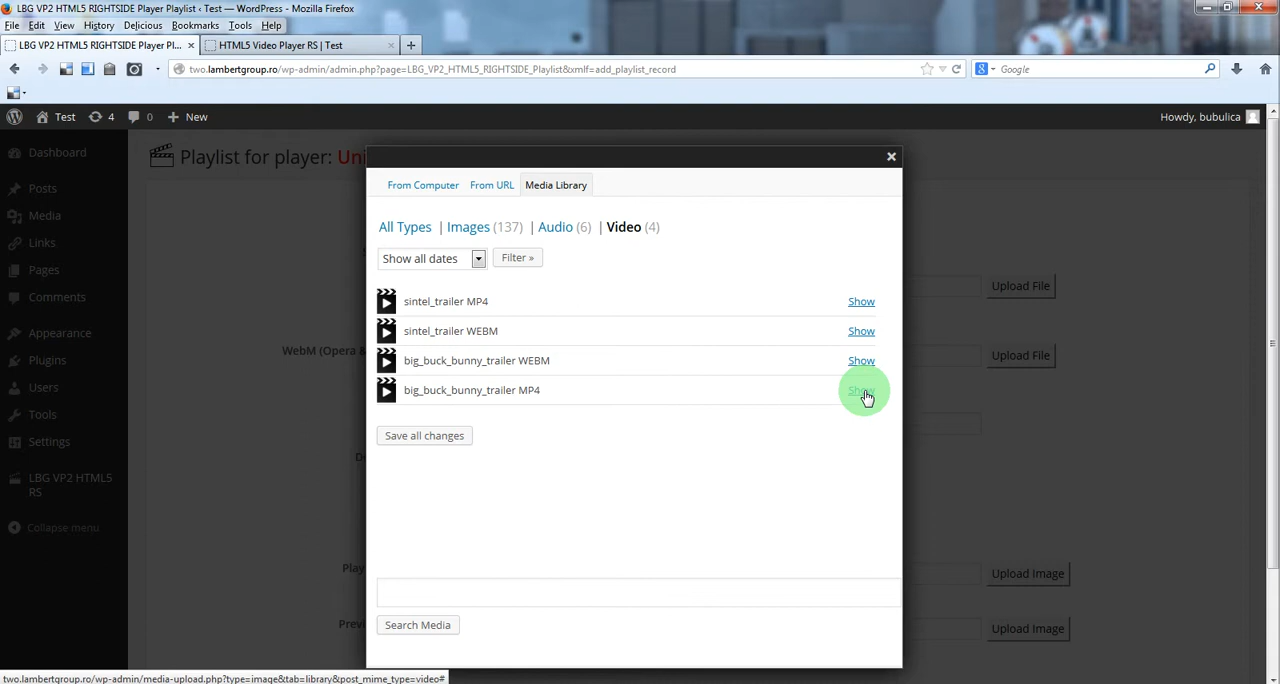 LBG VP2 HTML5 RIGHTSIDE Player Playlist ‹ Test — WordPress - Mozilla Firefox
File Edit View History Delicious Bookmarks Tools Help
LBG VP2 HTML5 RIGHTSIDE Player Pl... × HTML5 Video Player RS | Test × +
two.lambertgroup.ro/wp-admin/admin.php?page=LBG_VP2_HTML5_RIGHTSIDE_Playlist&xmlf=add_playlist_record
Google
Test 4 0 + New
Howdy, bubulica
Dashboard
Posts
Media
Links
Pages
Comments
Appearance
Plugins
Users
Tools
Settings
LBG VP2 HTML5
RS
Collapse menu
Playlist for player:
From Computer From URL Media Library
All Types | Images (137) | Audio (6) | Video (4)
Show all dates Filter »
sintel_trailer MP4 Show
sintel_trailer WEBM Show
big_buck_bunny_trailer WEBM Show
big_buck_bunny_trailer MP4 Show
Save all changes
Search Media
Upload File
WebM (Opera & Upload File
Upload Image
Upload Image
two.lambertgroup.ro/wp-admin/media-upload.php?type=image&tab=library&post_mime_type=video#